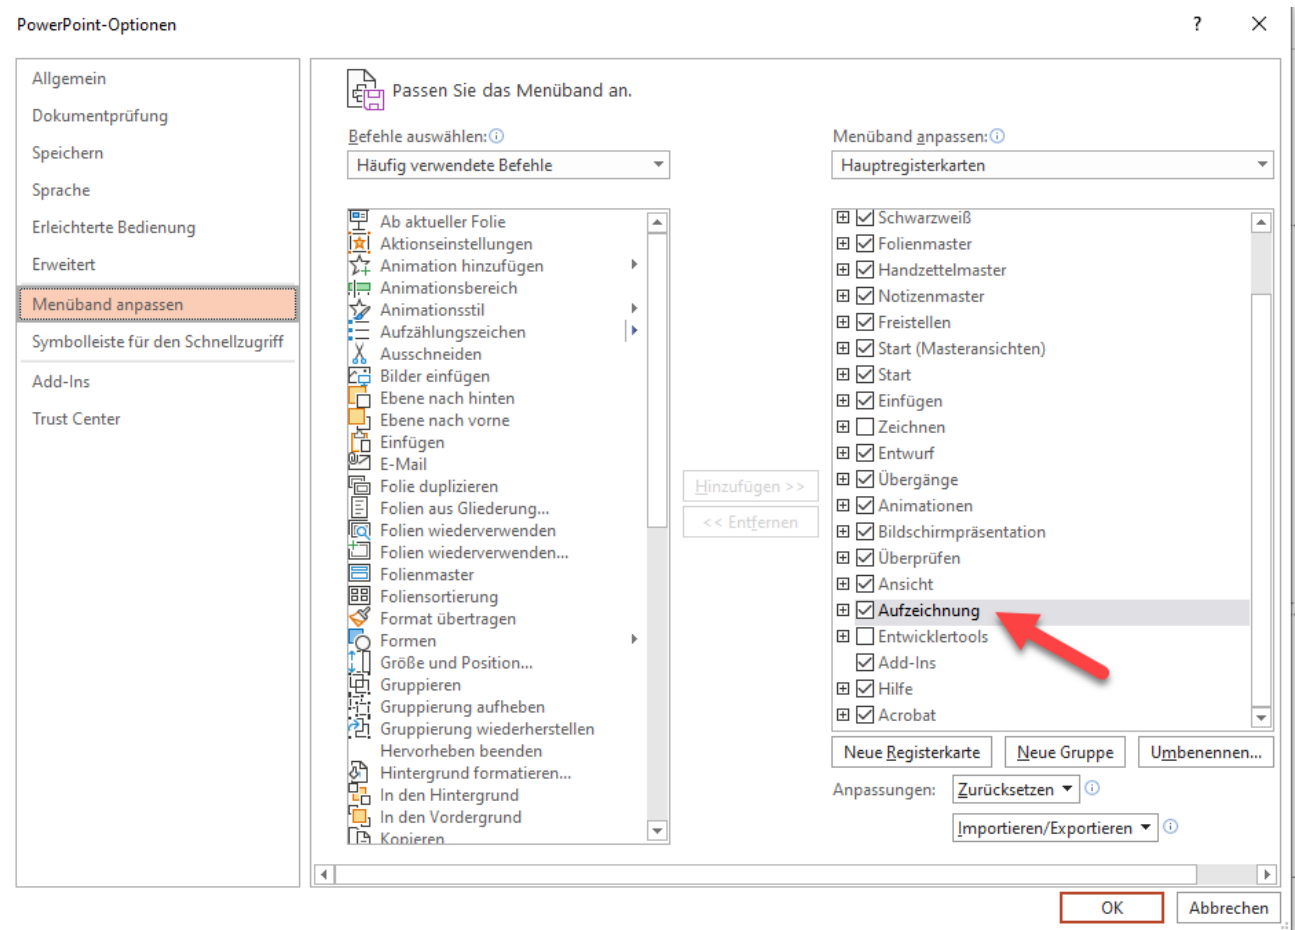 PowerPoint-Optionen
?
Allgemein
Dokumentprüfung
Speichern
Sprache
Erleichterte Bedienung
Erweitert
Menüband anpassen
Symbolleiste für den Schnellzugriff
Add-Ins
Trust Center
Passen Sie das Menüband an.
Befehle auswählen:
Häufig verwendete Befehle
Ab aktueller Folie
Aktionseinstellungen
Animation hinzufügen
Animationsbereich
Animationsstil
Aufzählungszeichen
Ausschneiden
Bilder einfügen
Ebene nach hinten
Ebene nach vorne
Einfügen
E-Mail
Folie duplizieren
Folien aus Gliederung...
Folien wiederverwenden
Folien wiederverwenden...
Folienmaster
Foliensortierung
Format übertragen
Formen
Größe und Position...
Gruppieren
Gruppierung aufheben
Gruppierung wiederherstellen
Hervorheben beenden
Hintergrund formatieren...
In den Hintergrund
In den Vordergrund
Kopieren
Hinzufügen >>
<< Entfernen
Menüband anpassen:
Hauptregisterkarten
Schwarzweiß
Folienmaster
Handzettelmaster
Notizenmaster
Freistellen
Start (Masteransichten)
Start
Einfügen
Zeichnen
Entwurf
Übergänge
Animationen
Bildschirmpräsentation
Überprüfen
Ansicht
Aufzeichnung
Entwicklertools
Add-Ins
Hilfe
Acrobat
Neue Registerkarte
Neue Gruppe
Umbenennen...
Anpassungen:
Zurücksetzen
Importieren/Exportieren
OK
Abbrechen